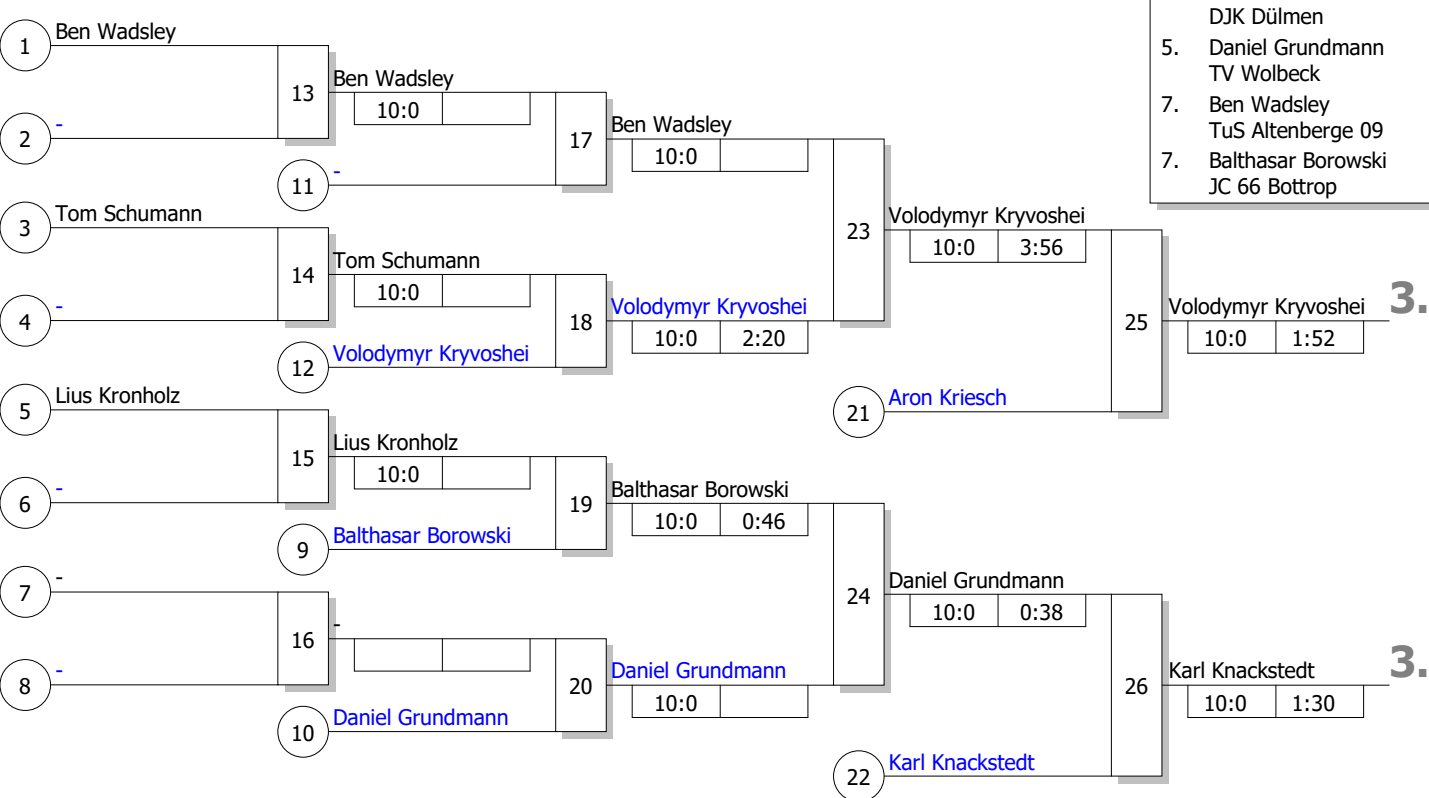 DJK Dülmen
5. Daniel Grundmann
TV Wolbeck
7. Ben Wadsley
TuS Altenberge 09
7. Balthasar Borowski
JC 66 Bottrop
1 Ben Wadsley
2 -
13 Ben Wadsley
10:0
11 -
17 Ben Wadsley
10:0
3 Tom Schumann
4 -
14 Tom Schumann
10:0
12 Volodymyr Kryvoshei
18 Volodymyr Kryvoshei
10:0 2:20
23 Volodymyr Kryvoshei
10:0 3:56
21 Aron Kriesch
25 Volodymyr Kryvoshei 3.
10:0 1:52
5 Lius Kronholz
6 -
15 Lius Kronholz
10:0
9 Balthasar Borowski
19 Balthasar Borowski
10:0 0:46
7 -
8 -
16 -
10 Daniel Grundmann
20 Daniel Grundmann
10:0
24 Daniel Grundmann
10:0 0:38
22 Karl Knackstedt
26 Karl Knackstedt 3.
10:0 1:30